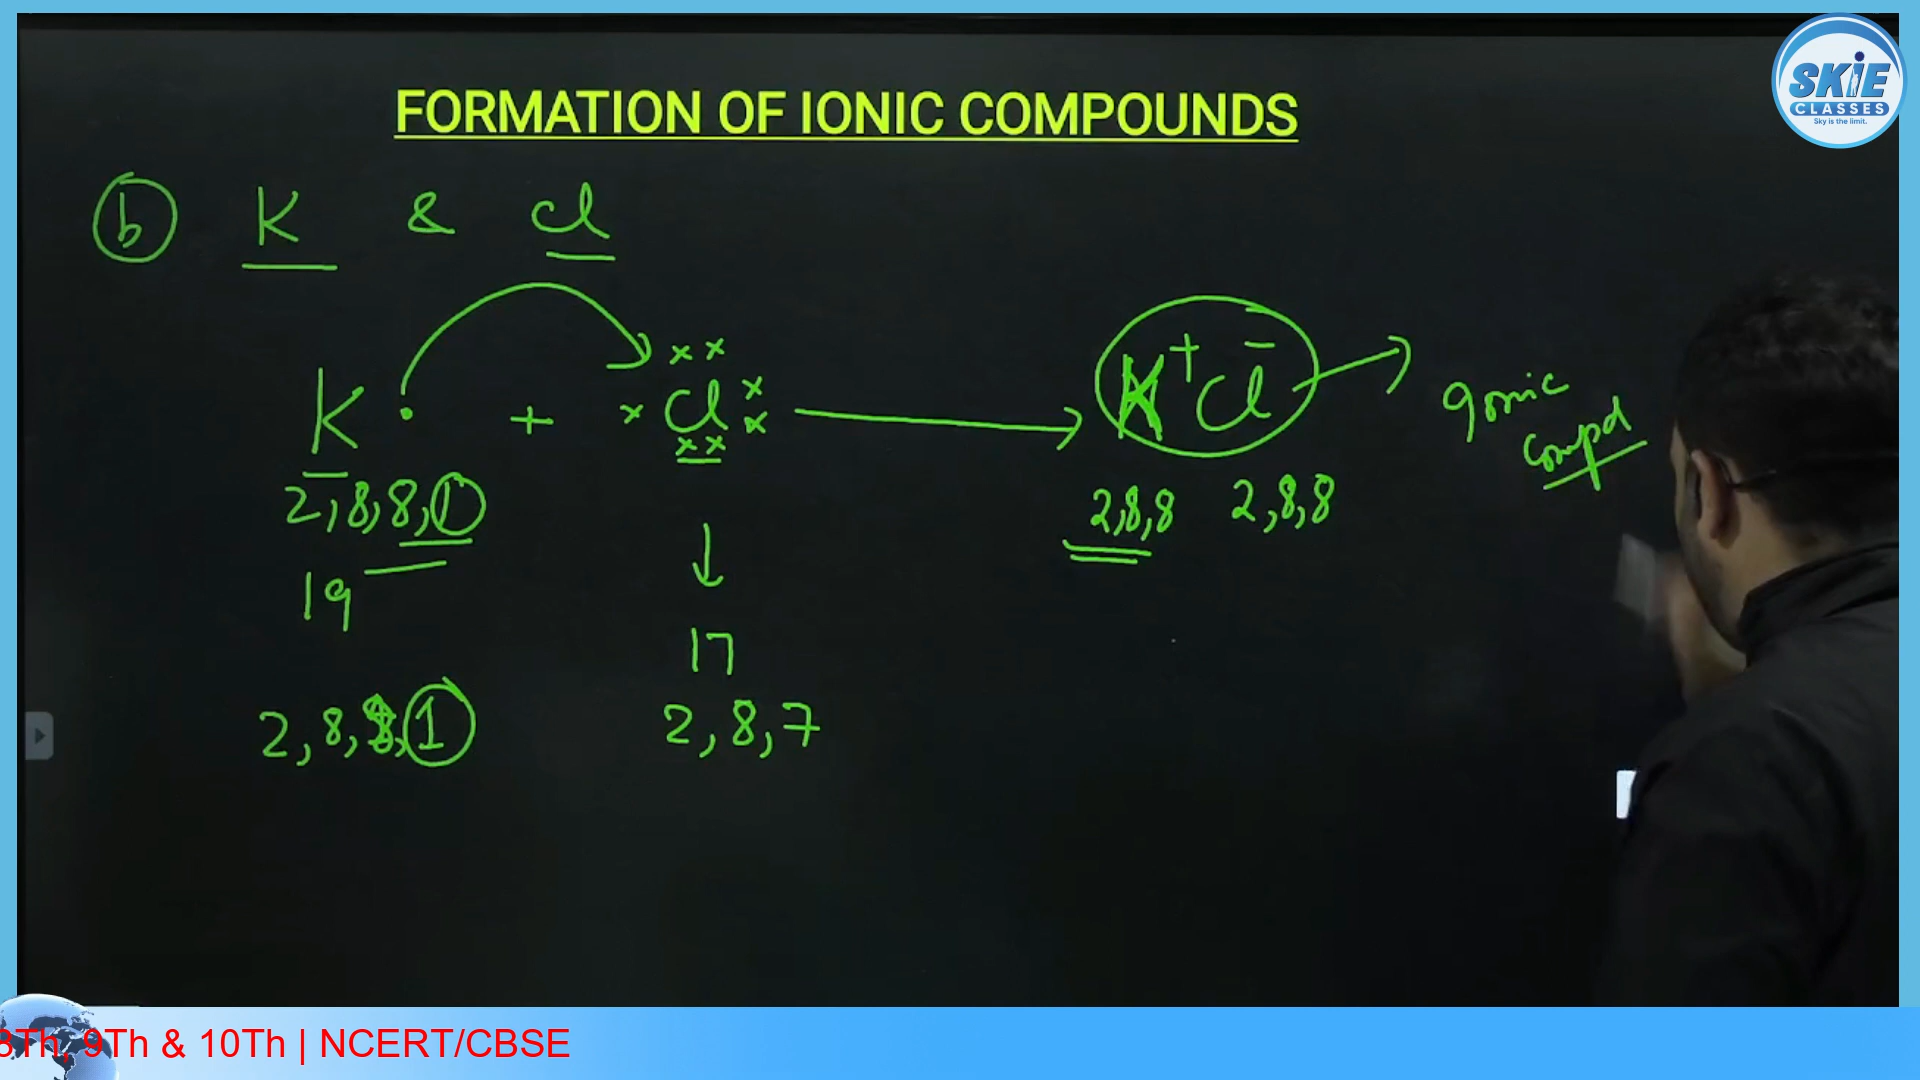 FORMATION OF IONIC COMPOUNDS
SKiE
CLASSES
Sky is the limit.
b K & Cl
K • + Cl → K⁺Cl⁻ → Ionic
Compd
2,8,8,1
2,8,8 2,8,8
19
17
2,8,8,1 2,8,7
8Th, 9Th & 10Th | NCERT/CBSE